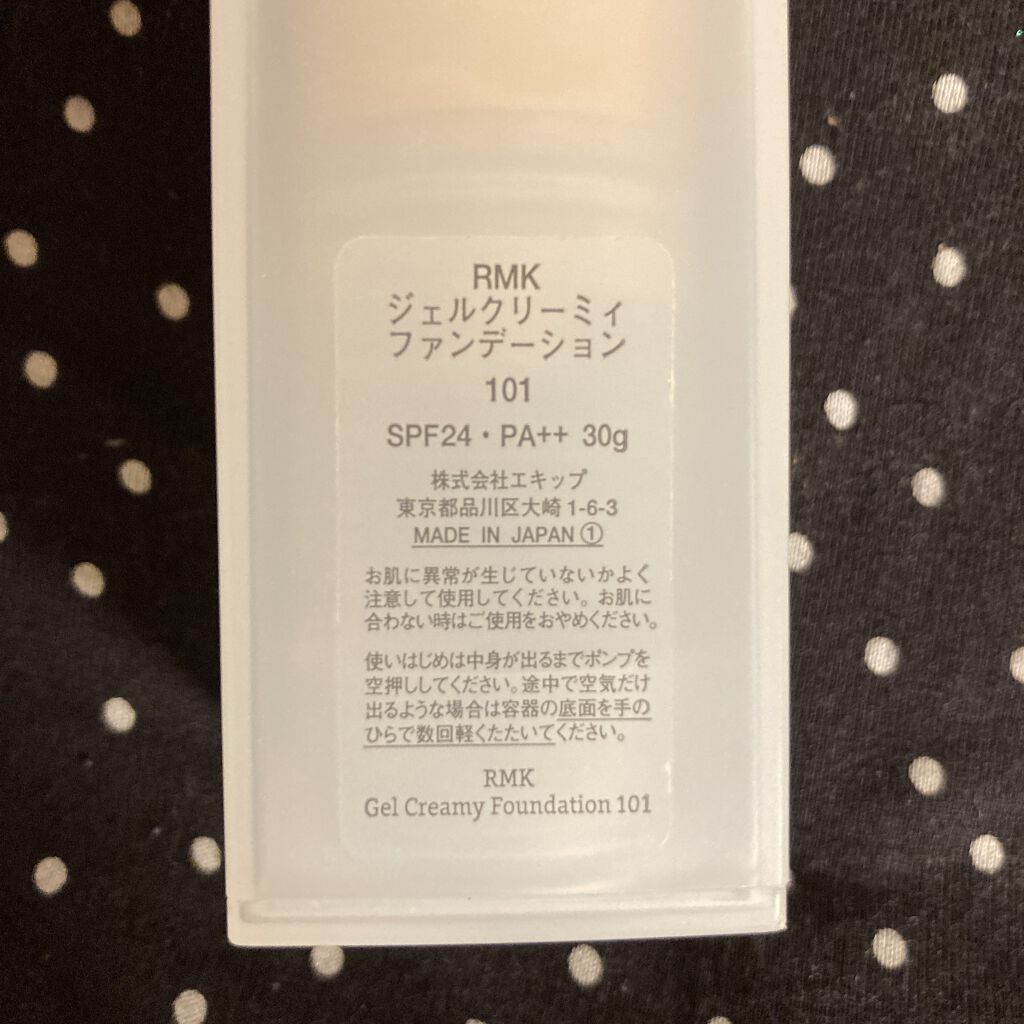 RMK
ジェルクリーミィ
ファンデーション
101
SPF24・PA++ 30g
株式会社エキップ
東京都品川区大崎1-6-3
MADE IN JAPAN ①
お肌に異常が生じていないかよく
注意して使用してください。お肌に
合わない時はご使用をおやめください。
使いはじめは中身が出るまでポンプを
空押ししてください。途中で空気だけ
出るような場合は容器の底面を手の
ひらで数回軽くたたいてください。
RMK
Gel Creamy Foundation 101